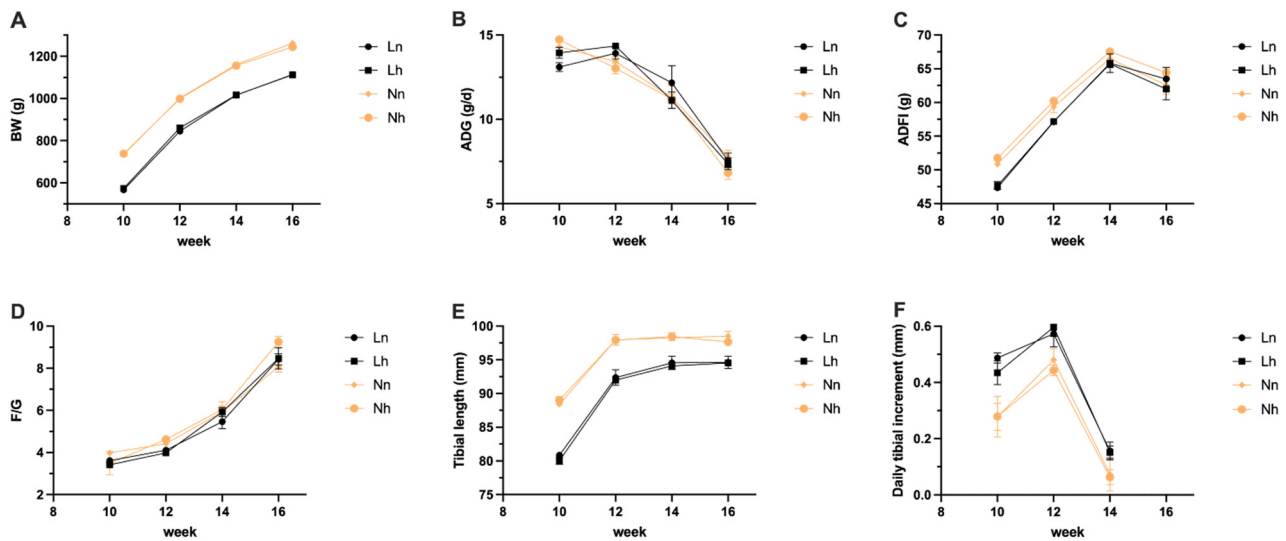 A
BW (g)
1200
1000
800
600
8 10 12 14 16
week
Ln
Lh
Nn
Nh
B
ADG (g/d)
15
10
5
8 10 12 14 16
week
Ln
Lh
Nn
Nh
C
ADFI (g)
70
65
60
55
50
45
8 10 12 14 16
week
Ln
Lh
Nn
Nh
D
F/G
10
8
6
4
2
8 10 12 14 16
week
Ln
Lh
Nn
Nh
E
Tibial length (mm)
100
95
90
85
80
75
8 10 12 14 16
week
Ln
Lh
Nn
Nh
F
Daily tibial increment (mm)
0.6
0.4
0.2
0.0
8 10 12 14 16
week
Ln
Lh
Nn
Nh